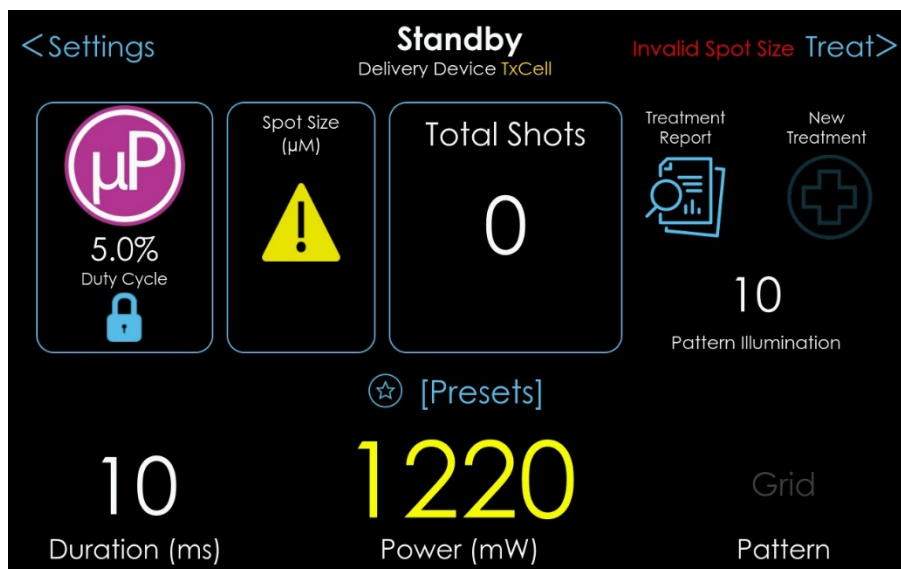 <Settings
Standby
Delivery Device TxCell
Invalid Spot Size Treat>
µP
5.0%
Duty Cycle
Spot Size
(µM)
!
Total Shots
0
Treatment
Report
New
Treatment
10
Pattern Illumination
[Presets]
10
Duration (ms)
1220
Power (mW)
Grid
Pattern